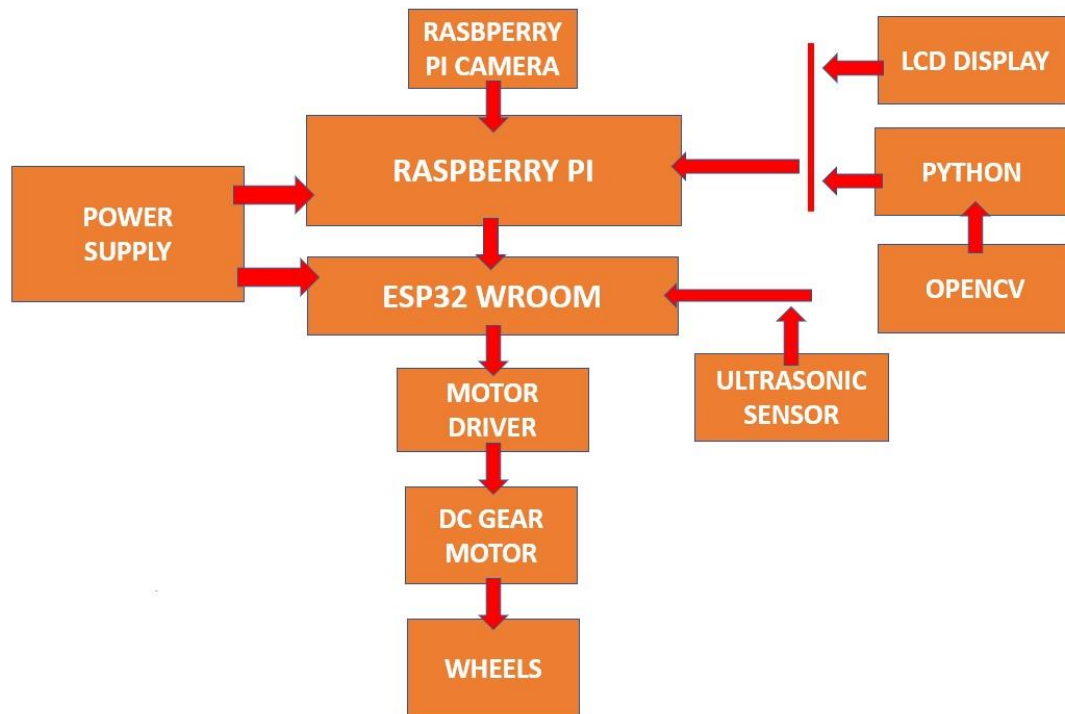 RASBPERRY
PI CAMERA
LCD DISPLAY
RASPBERRY PI
PYTHON
POWER
SUPPLY
ESP32 WROOM
OPENCV
MOTOR
DRIVER
ULTRASONIC
SENSOR
DC GEAR
MOTOR
WHEELS